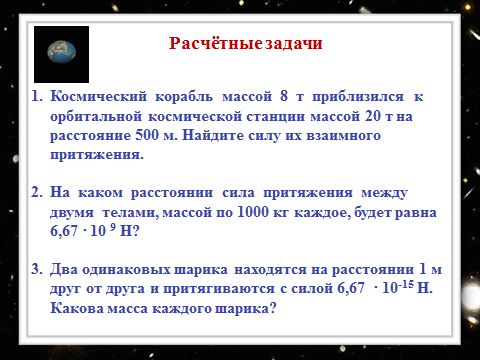 Расчётные задачи
1. Космический корабль массой 8 т приблизился к
орбитальной космической станции массой 20 т на
расстояние 500 м. Найдите силу их взаимного
притяжения.
2. На каком расстоянии сила притяжения между
двумя телами, массой по 1000 кг каждое, будет равна
6,67 · 10 ⁹ Н?
3. Два одинаковых шарика находятся на расстоянии 1 м
друг от друга и притягиваются с силой 6,67 · 10⁻¹⁵ Н.
Какова масса каждого шарика?